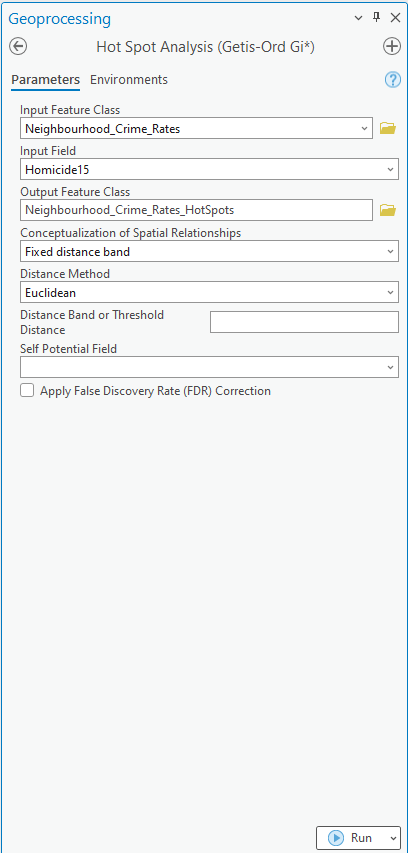 Geoprocessing
Hot Spot Analysis (Getis-Ord Gi*)
Parameters Environments
Input Feature Class
Neighbourhood_Crime_Rates
Input Field
Homicide15
Output Feature Class
Neighbourhood_Crime_Rates_HotSpots
Conceptualization of Spatial Relationships
Fixed distance band
Distance Method
Euclidean
Distance Band or Threshold
Distance
Self Potential Field
Apply False Discovery Rate (FDR) Correction
Run